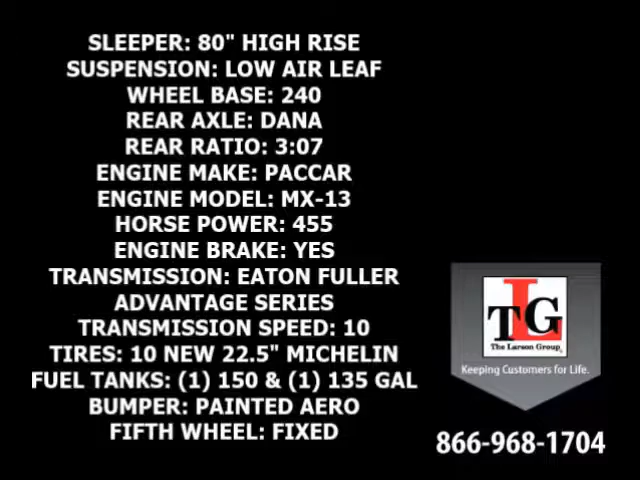 SLEEPER: 80" HIGH RISE
SUSPENSION: LOW AIR LEAF
WHEEL BASE: 240
REAR AXLE: DANA
REAR RATIO: 3:07
ENGINE MAKE: PACCAR
ENGINE MODEL: MX-13
HORSE POWER: 455
ENGINE BRAKE: YES
TRANSMISSION: EATON FULLER
ADVANTAGE SERIES
TRANSMISSION SPEED: 10
TIRES: 10 NEW 22.5" MICHELIN
FUEL TANKS: (1) 150 & (1) 135 GAL
BUMPER: PAINTED AERO
FIFTH WHEEL: FIXED
TLG
The Larson Group
Keeping Customers for Life.
866-968-1704